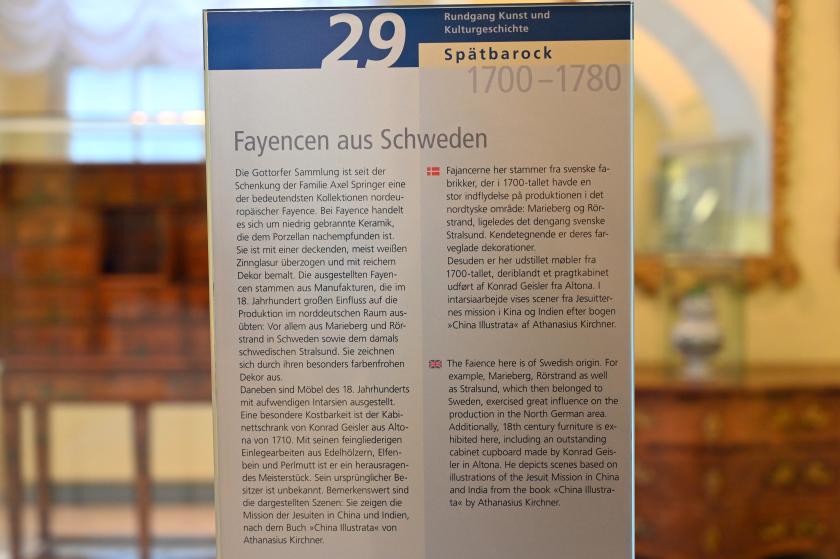 29
Rundgang Kunst und
Kulturgeschichte
Spätbarock
1700–1780
Fayencen aus Schweden
Die Gottorfer Sammlung ist seit der
Schenkung der Familie Axel Springer eine
der bedeutendsten Kollektionen nordeu-
ropäischer Fayence. Bei Fayence handelt
es sich um niedrig gebrannte Keramik,
die dem Porzellan nachempfunden ist.
Sie ist mit einer deckenden, meist weißen
Zinnglasur überzogen und mit reichem
Dekor bemalt. Die ausgestellten Fayen-
cen stammen aus Manufakturen, die im
18. Jahrhundert großen Einfluss auf die
Produktion im norddeutschen Raum aus-
übten: Vor allem aus Marieberg und Rör-
strand in Schweden sowie dem damals
schwedischen Stralsund. Sie zeichnen
sich durch ihren besonders farbenfrohen
Dekor aus.
Daneben sind Möbel des 18. Jahrhunderts
mit aufwendigen Intarsien ausgestellt.
Eine besondere Kostbarkeit ist der Kabi-
nettschrank von Konrad Geisler aus Alto-
na von 1710. Mit seinen feingliederigen
Einlegearbeiten aus Edelhölzern, Elfen-
bein und Perlmutt ist er ein herausragen-
des Meisterstück. Sein ursprünglicher Be-
sitzer ist unbekannt. Bemerkenswert sind
die dargestellten Szenen: Sie zeigen die
Mission der Jesuiten in China und Indien,
nach dem Buch »China Illustrata« von
Athanasius Kirchner.
Fajancerne her stammer fra svenske fa-
brikker, der i 1700-tallet havde en
stor indflydelse på produktionen i det
nordtyske område: Marieberg og Rör-
strand, ligeledes det dengang svenske
Stralsund. Kendetegnende er deres far-
veglade dekorationer.
Desuden er her udstillet møbler fra
1700-tallet, deriblandt et pragtkabinet
udført af Konrad Geisler fra Altona. I
intarsiaarbejde vises scener fra Jesuitter-
nes mission i Kina og Indien efter bogen
»China Illustrata« af Athanasius Kirchner.
The Faience here is of Swedish origin. For
example, Marieberg, Rörstrand as well
as Stralsund, which then belonged to
Sweden, exercised great influence on the
production in the North German area.
Additionally, 18th century furniture is ex-
hibited here, including an outstanding
cabinet cupboard made by Konrad Geis-
ler in Altona. He depicts scenes based on
illustrations of the Jesuit Mission in China
and India from the book «China Illustra-
ta« by Athanasius Kirchner.